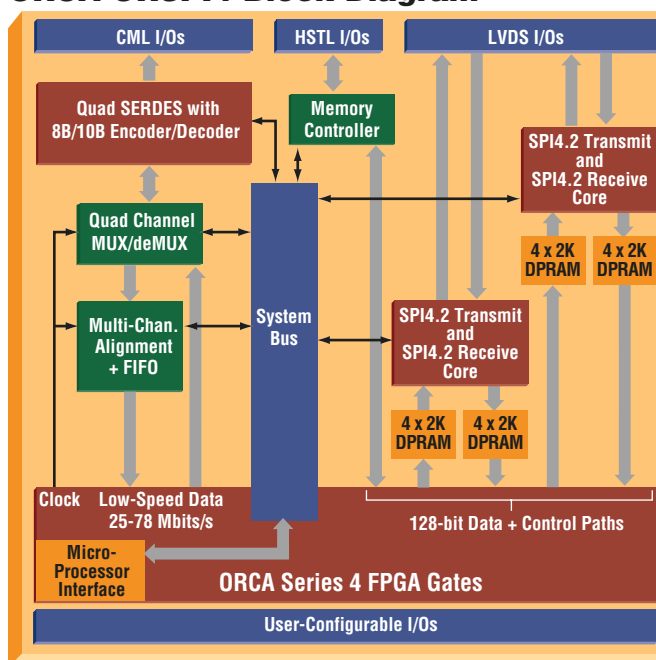 CML I/Os
HSTL I/Os
LVDS I/Os
Quad SERDES with
8B/10B Encoder/Decoder
Memory
Controller
SPI4.2 Transmit
and
SPI4.2 Receive
Core
Quad Channel
MUX/deMUX
4 x 2K
DPRAM
4 x 2K
DPRAM
Multi-Chan.
Alignment
+ FIFO
System
Bus
SPI4.2 Transmit
and
SPI4.2 Receive
Core
4 x 2K
DPRAM
4 x 2K
DPRAM
Clock
Low-Speed Data
25-78 Mbits/s
128-bit Data + Control Paths
Micro-
Processor
Interface
ORCA Series 4 FPGA Gates
User-Configurable I/Os